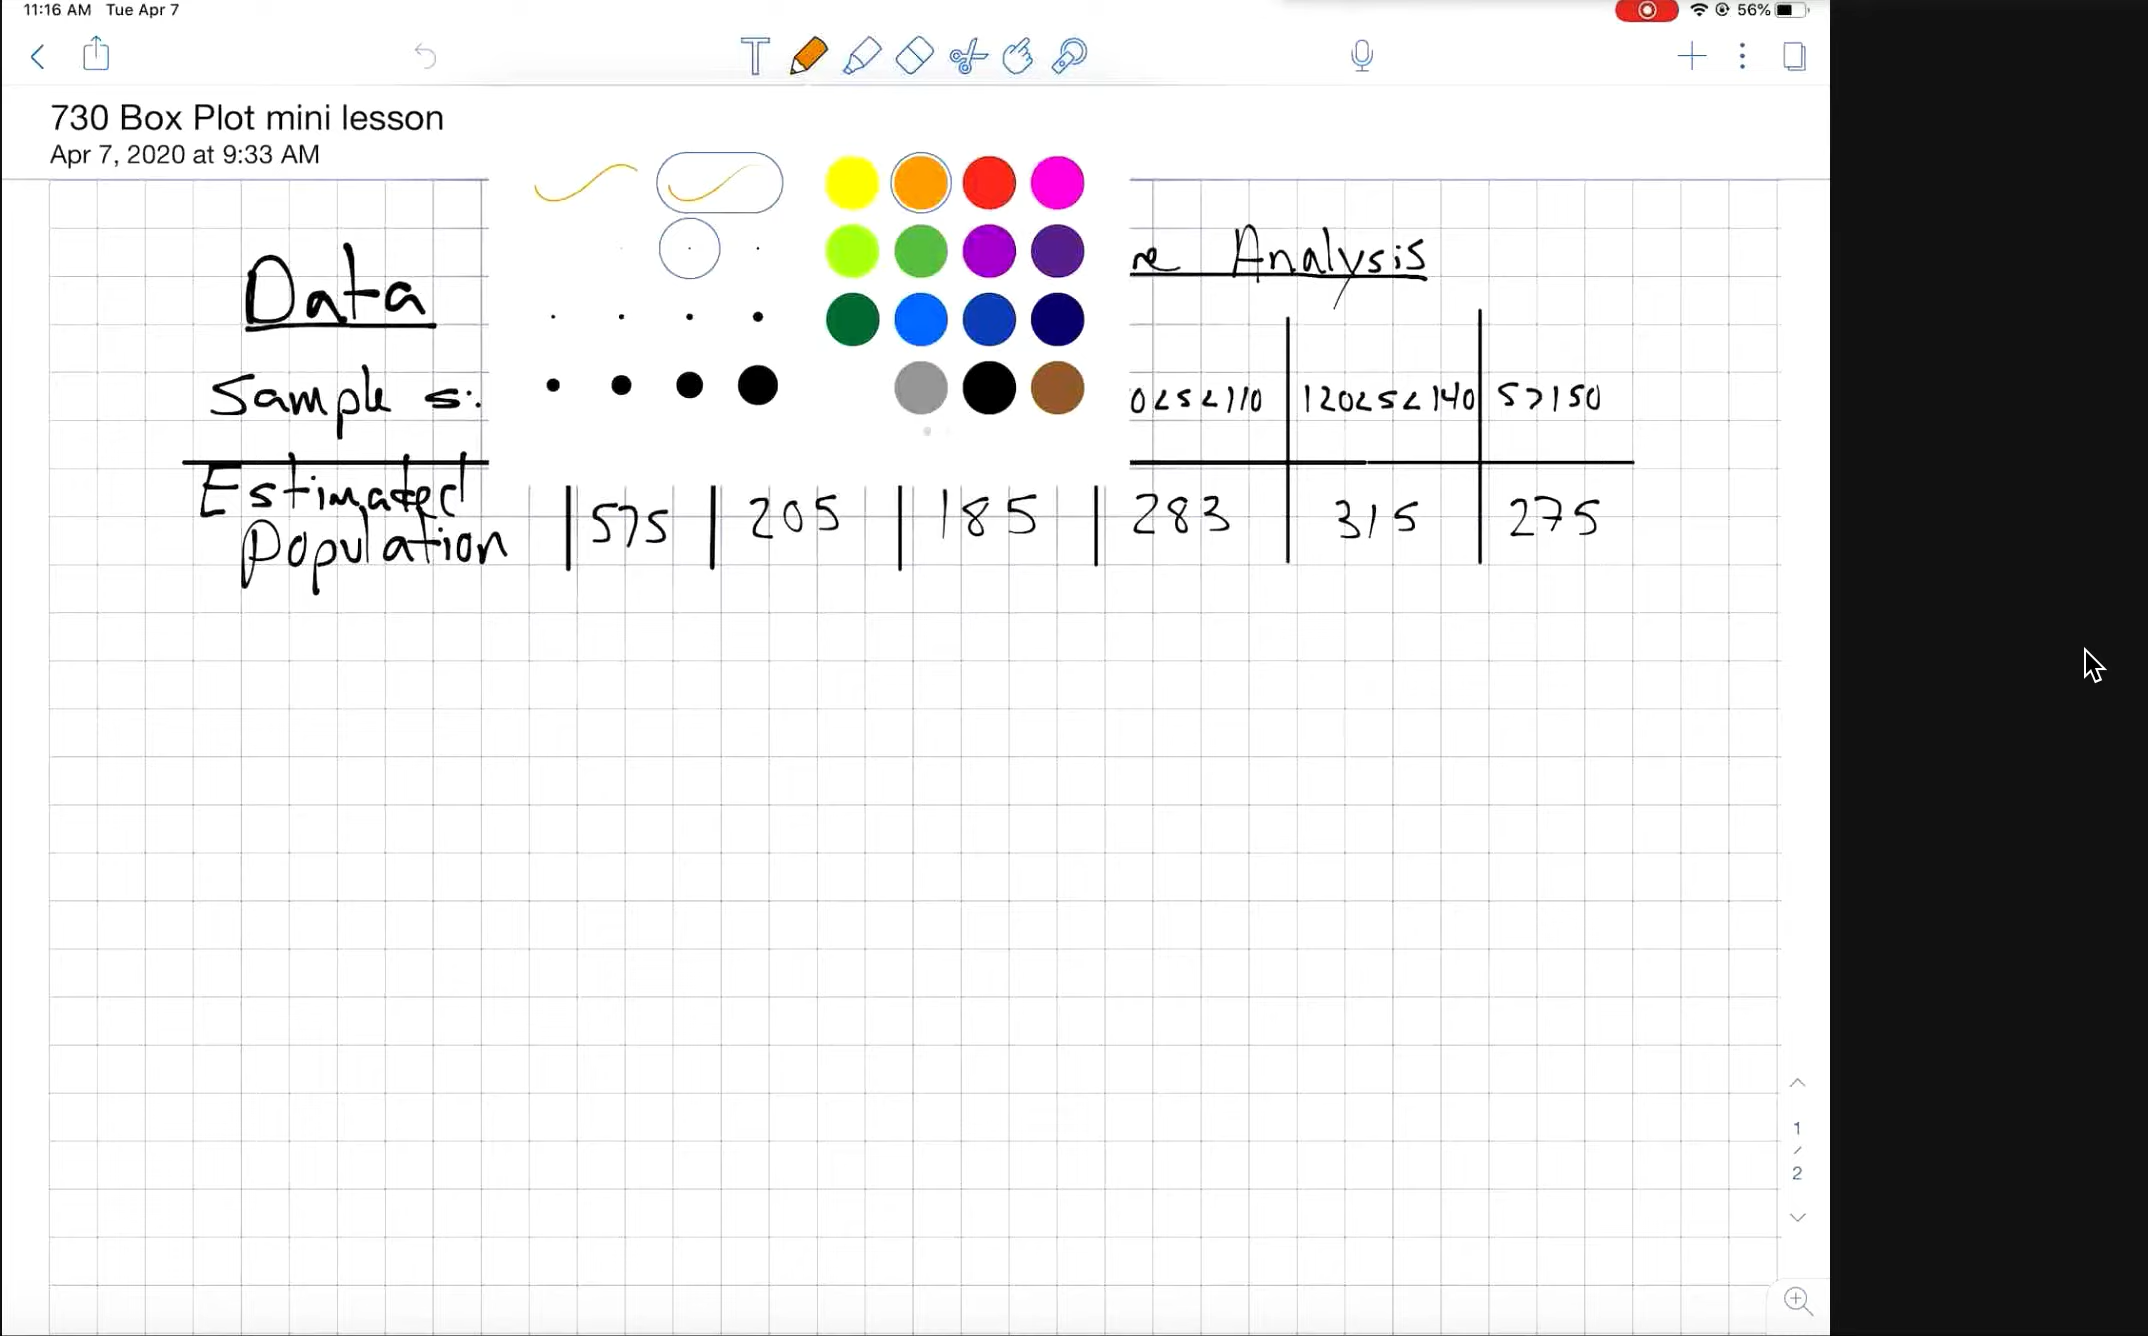 11:16 AM Tue Apr 7
56%
730 Box Plot mini lesson
Apr 7, 2020 at 9:33 AM
Data Analysis
Sample 0<S<110 120<S<140 S>150
Estimated
Population 575 205 185 283 315 275
1
/
2